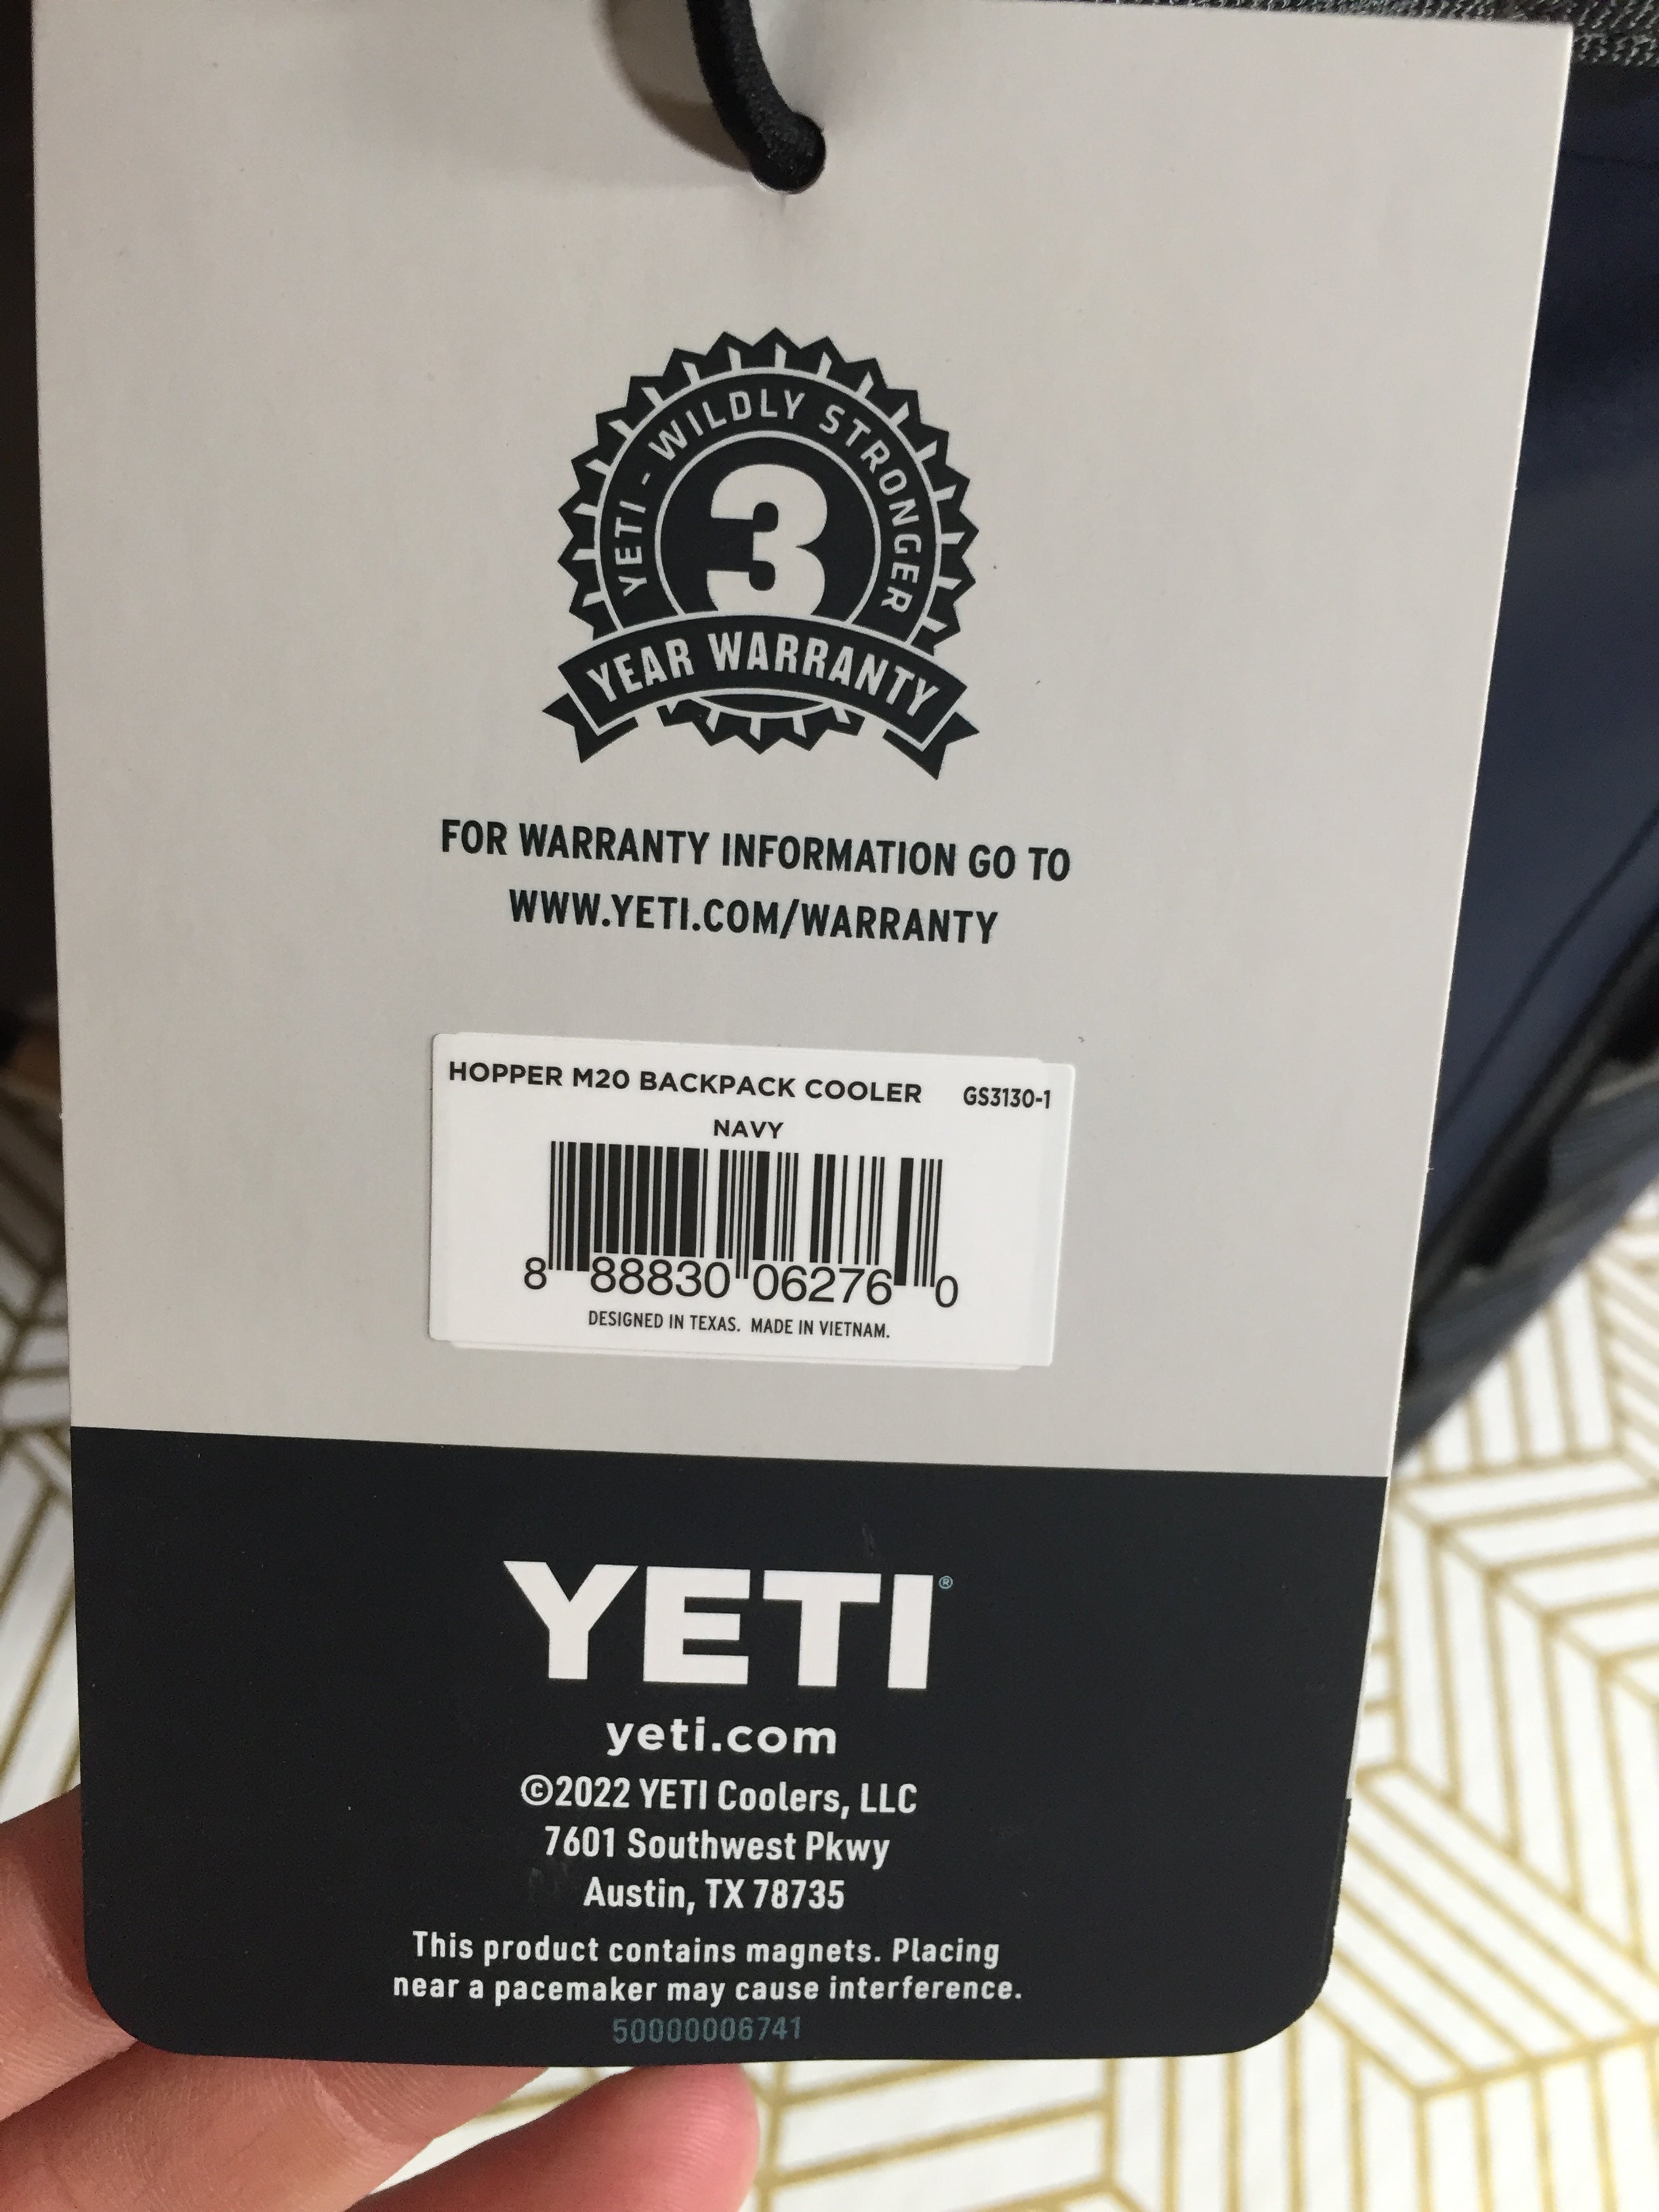 YETI - WILDLY STRONGER
3
YEAR WARRANTY
FOR WARRANTY INFORMATION GO TO
WWW.YETI.COM/WARRANTY
HOPPER M20 BACKPACK COOLER GS3130-1
NAVY
8 88830 06276 0
DESIGNED IN TEXAS. MADE IN VIETNAM.
YETI®
yeti.com
©2022 YETI Coolers, LLC
7601 Southwest Pkwy
Austin, TX 78735
This product contains magnets. Placing
near a pacemaker may cause interference.
50000006741